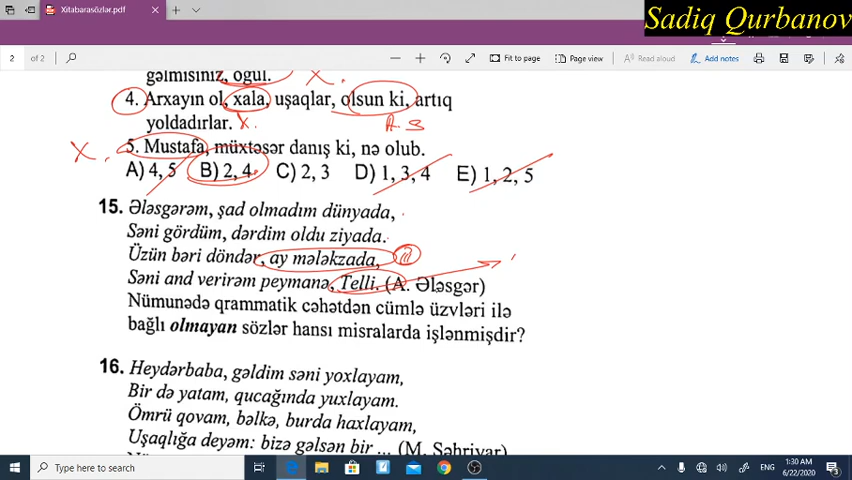 Sadiq Qurbanov
Xitabarasözlər.pdf
2 of 2
Fit to page
Page view
Read aloud
Add notes
gəlmisiniz, oğul. X.
4. Arxayın ol, xala, uşaqlar, olsun ki, artıq
yoldadırlar. X. A.S
X. 5. Mustafa, müxtəsər danış ki, nə olub.
A) 4, 5 B) 2, 4 C) 2, 3 D) 1, 3, 4 E) 1, 2, 5
15. Ələsgərəm, şad olmadım dünyada,
Səni gördüm, dərdim oldu ziyada.
Üzün bəri döndər, ay mələkzada,
Səni and verirəm peymanə, Telli. (A. Ələsgər)
Nümunədə qrammatik cəhətdən cümlə üzvləri ilə
bağlı olmayan sözlər hansı misralarda işlənmişdir?
16. Heydərbaba, gəldim səni yoxlayam,
Bir də yatam, qucağında yuxlayam.
Ömrü qovam, bəlkə, burda haxlayam,
Uşaqlığa deyəm: bizə gəlsən bir ... (M. Şəhriyar)
Type here to search
ENG
1:30 AM
6/22/2020
3